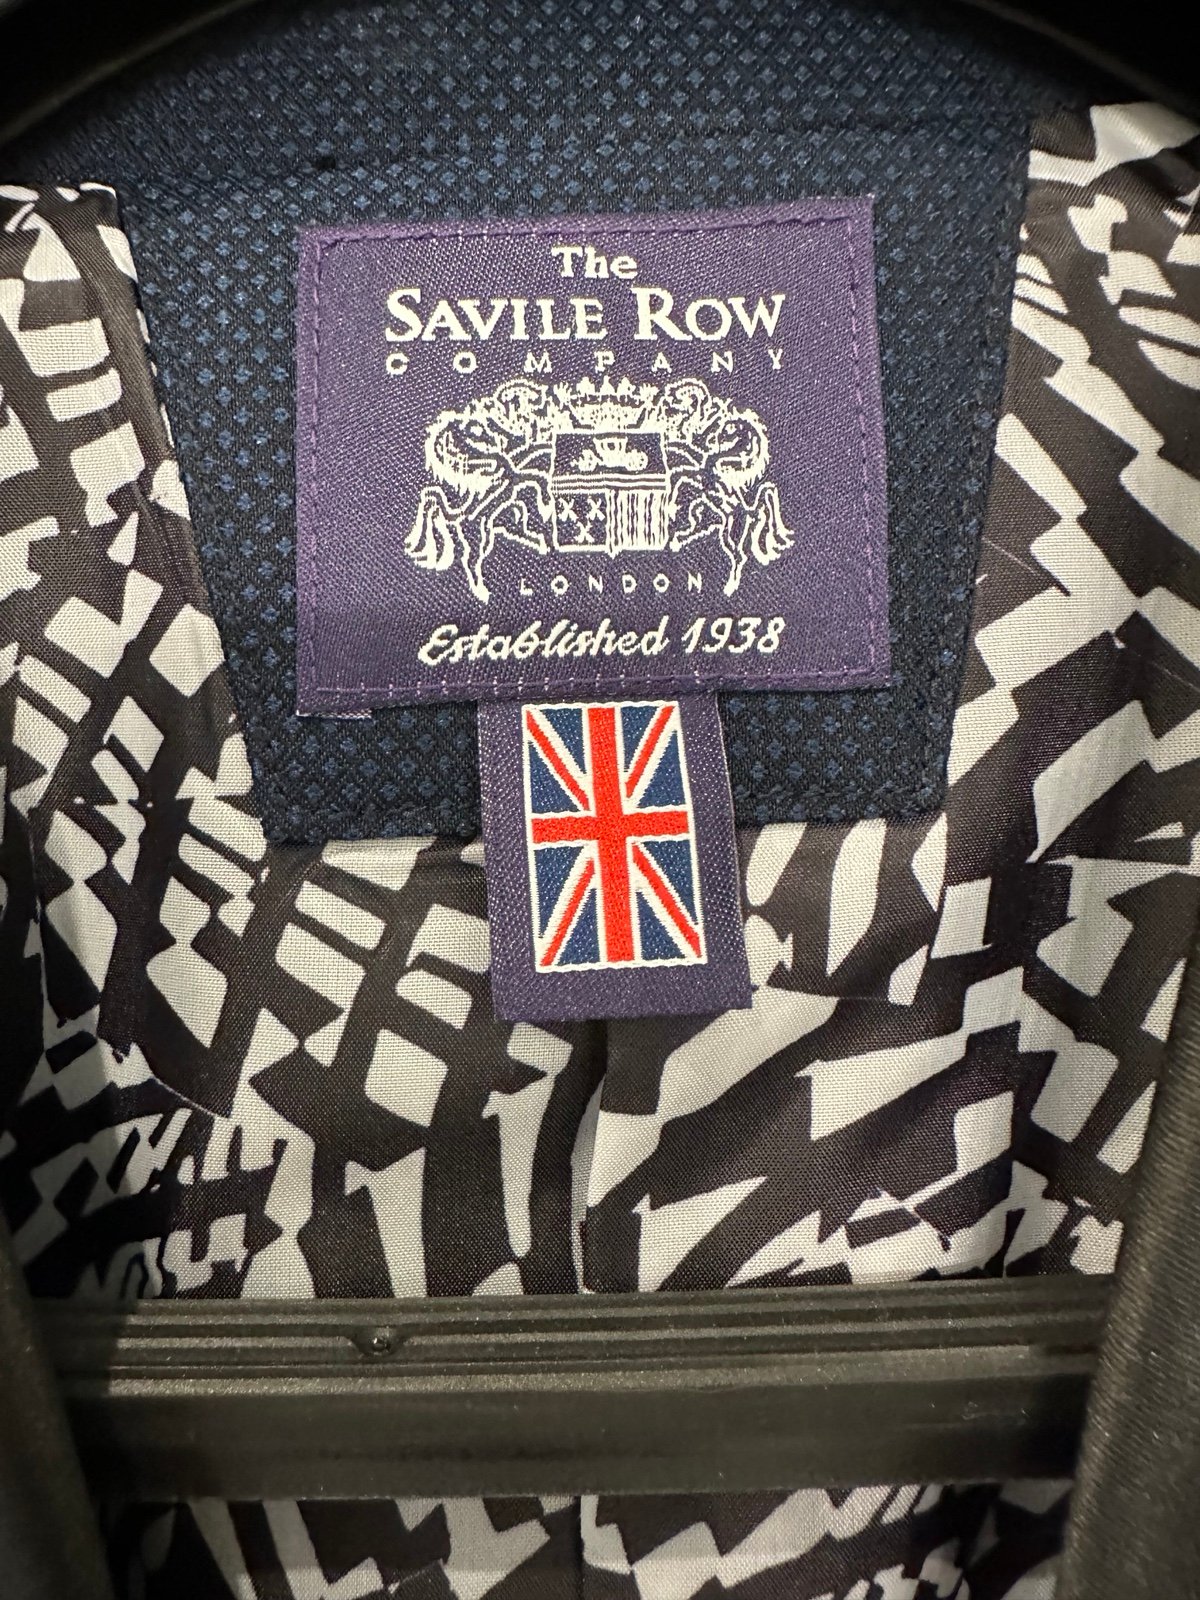 The
SAVILE ROW
COMPANY
LONDON
Established 1938